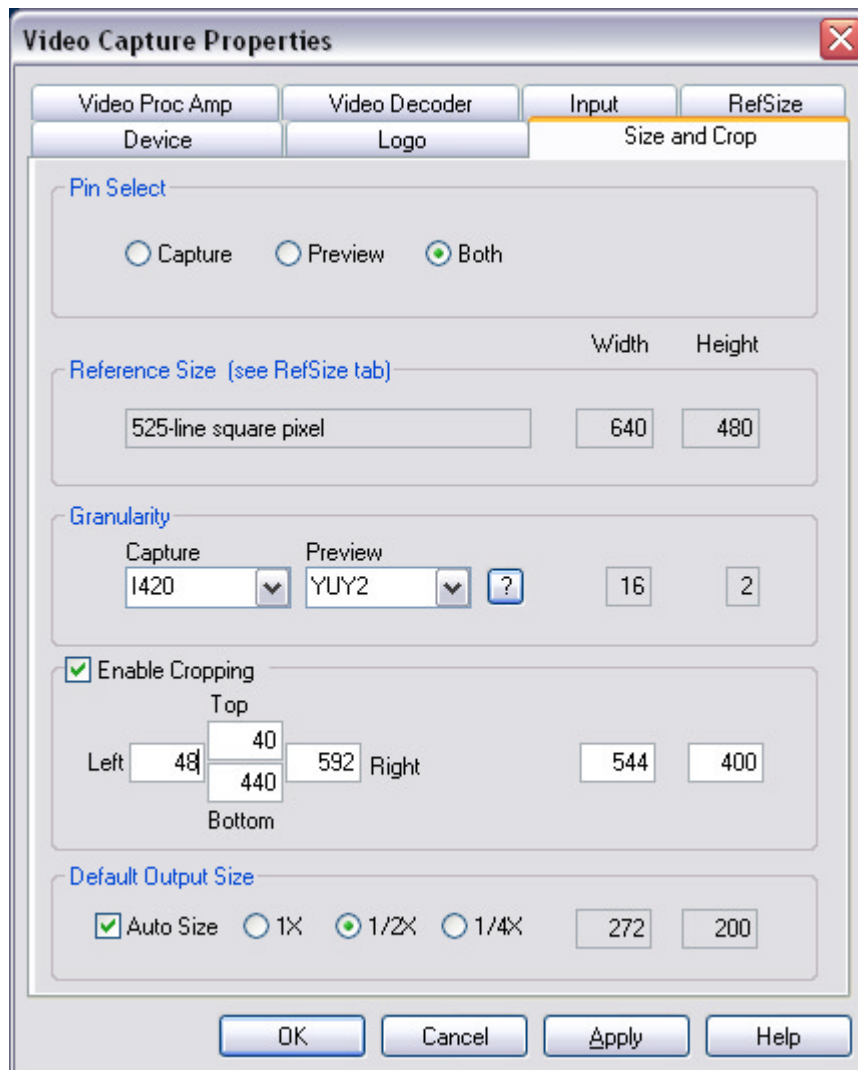 Video Capture Properties
Video Proc Amp Video Decoder Input RefSize
Device Logo Size and Crop
Pin Select
Capture Preview Both
Width Height
Reference Size (see RefSize tab)
525-line square pixel 640 480
Granularity
Capture Preview
I420 YUY2 ? 16 2
Enable Cropping
Top
40
Left 48 592 Right 544 400
440
Bottom
Default Output Size
Auto Size 1X 1/2X 1/4X 272 200
OK Cancel Apply Help